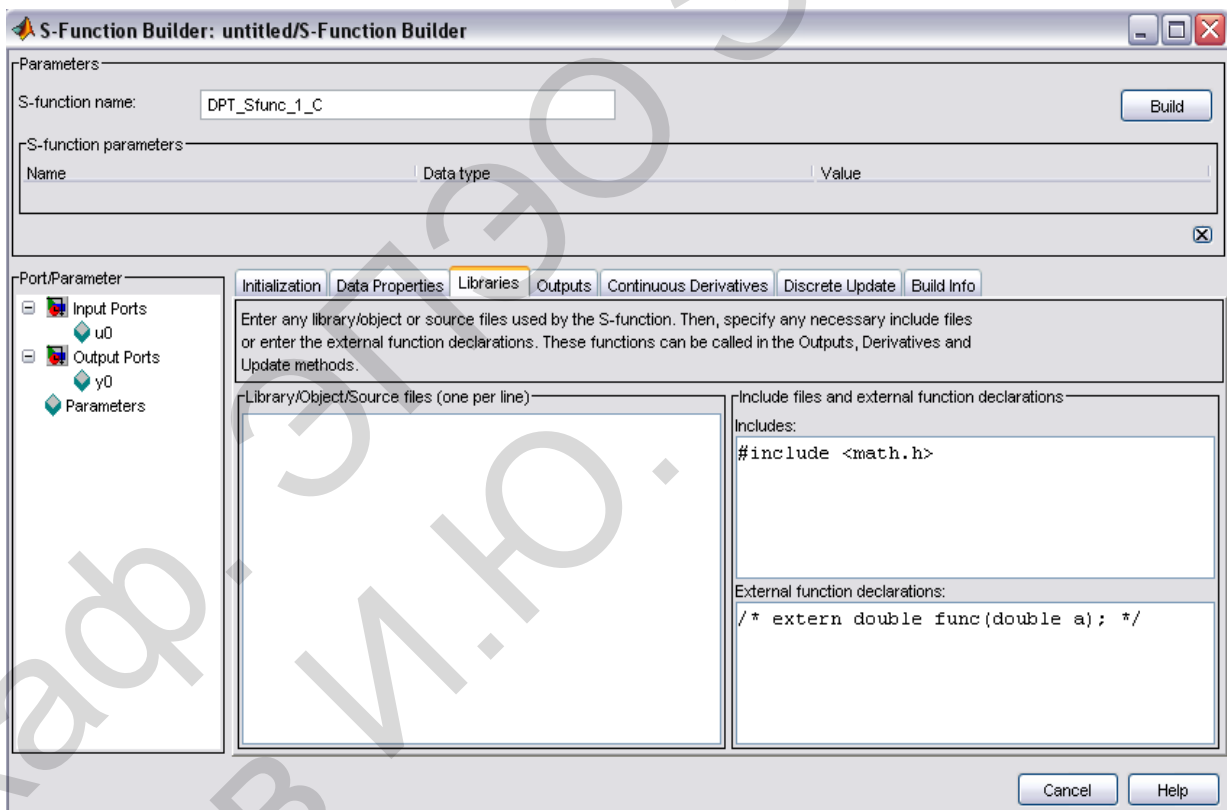 S-Function Builder: untitled/S-Function Builder
Parameters
S-function name: DPT_Sfunc_1_C Build
S-function parameters
Name Data type Value
Port/Parameter
Input Ports
u0
Output Ports
y0
Parameters
Initialization Data Properties Libraries Outputs Continuous Derivatives Discrete Update Build Info
Enter any library/object or source files used by the S-function. Then, specify any necessary include files
or enter the external function declarations. These functions can be called in the Outputs, Derivatives and
Update methods.
Library/Object/Source files (one per line)
Include files and external function declarations
Includes:
#include <math.h>
External function declarations:
/* extern double func(double a); */
Cancel Help
каф. ЭПЭО
И.Ю.